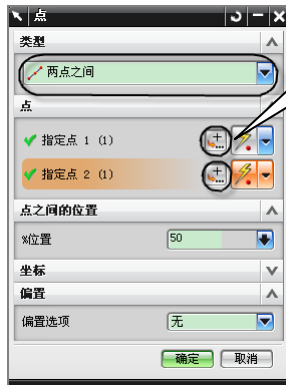 点
类型
两点之间
点
指定点 1 (1)
指定点 2 (1)
点之间的位置
%位置 50
坐标
偏置
偏置选项 无
确定 取消